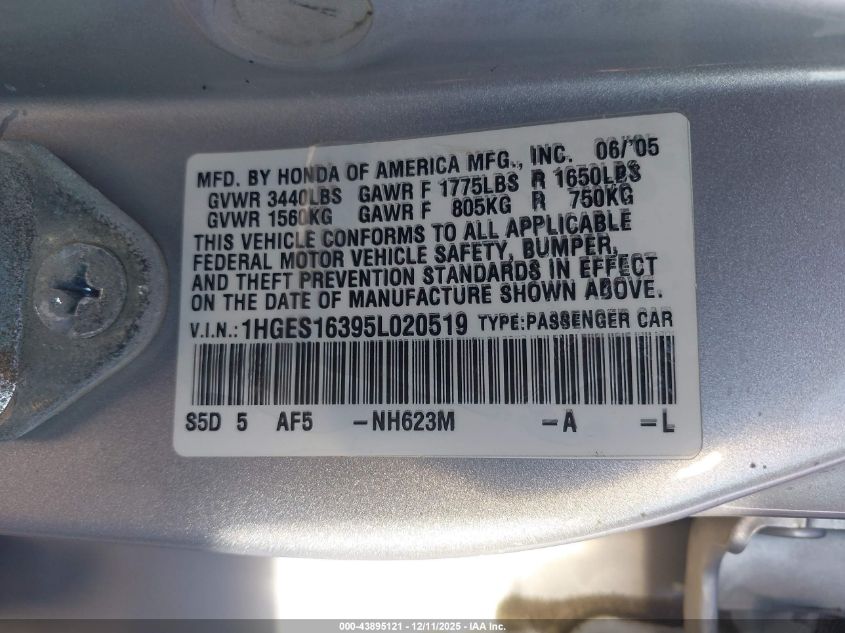 MFD. BY HONDA OF AMERICA MFG., INC. 06/'05
GVWR 3440LBS GAWR F 1775LBS R 1650LBS
GVWR 1560KG GAWR F 805KG R 750KG
THIS VEHICLE CONFORMS TO ALL APPLICABLE
FEDERAL MOTOR VEHICLE SAFETY, BUMPER,
AND THEFT PREVENTION STANDARDS IN EFFECT
ON THE DATE OF MANUFACTURE SHOWN ABOVE.
V.I.N.: 1HGES16395L020519 TYPE: PASSENGER CAR
S5D 5 AF5 -NH623M -A -L
000-43895121 - 12/11/2025 - IAA Inc.